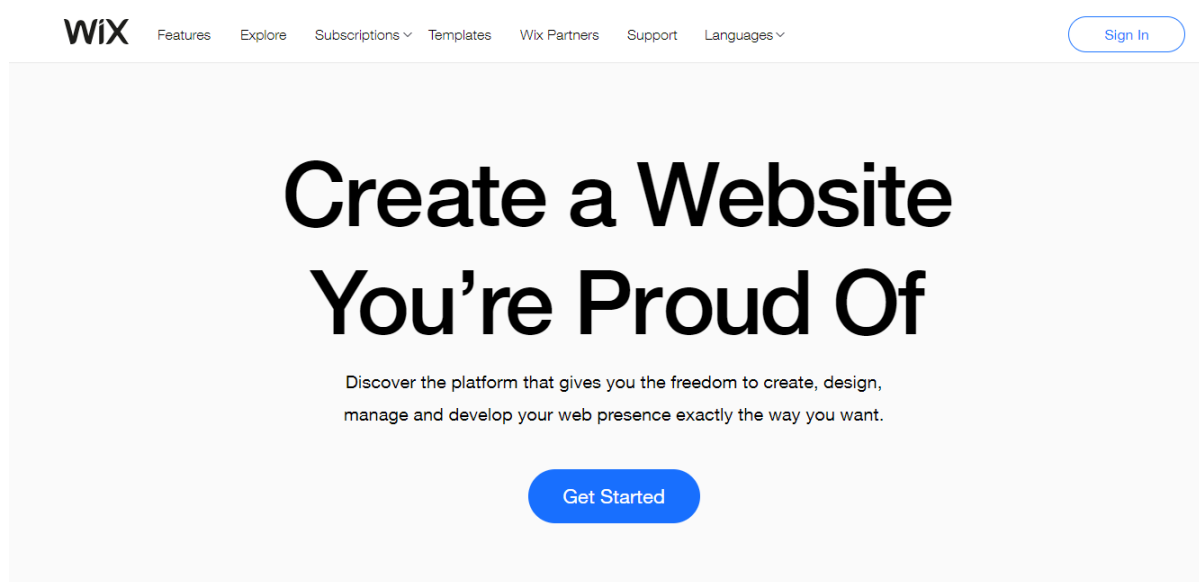 WiX Features Explore Subscriptions Templates Wix Partners Support Languages Sign In
Create a Website
You’re Proud Of
Discover the platform that gives you the freedom to create, design,
manage and develop your web presence exactly the way you want.
Get Started